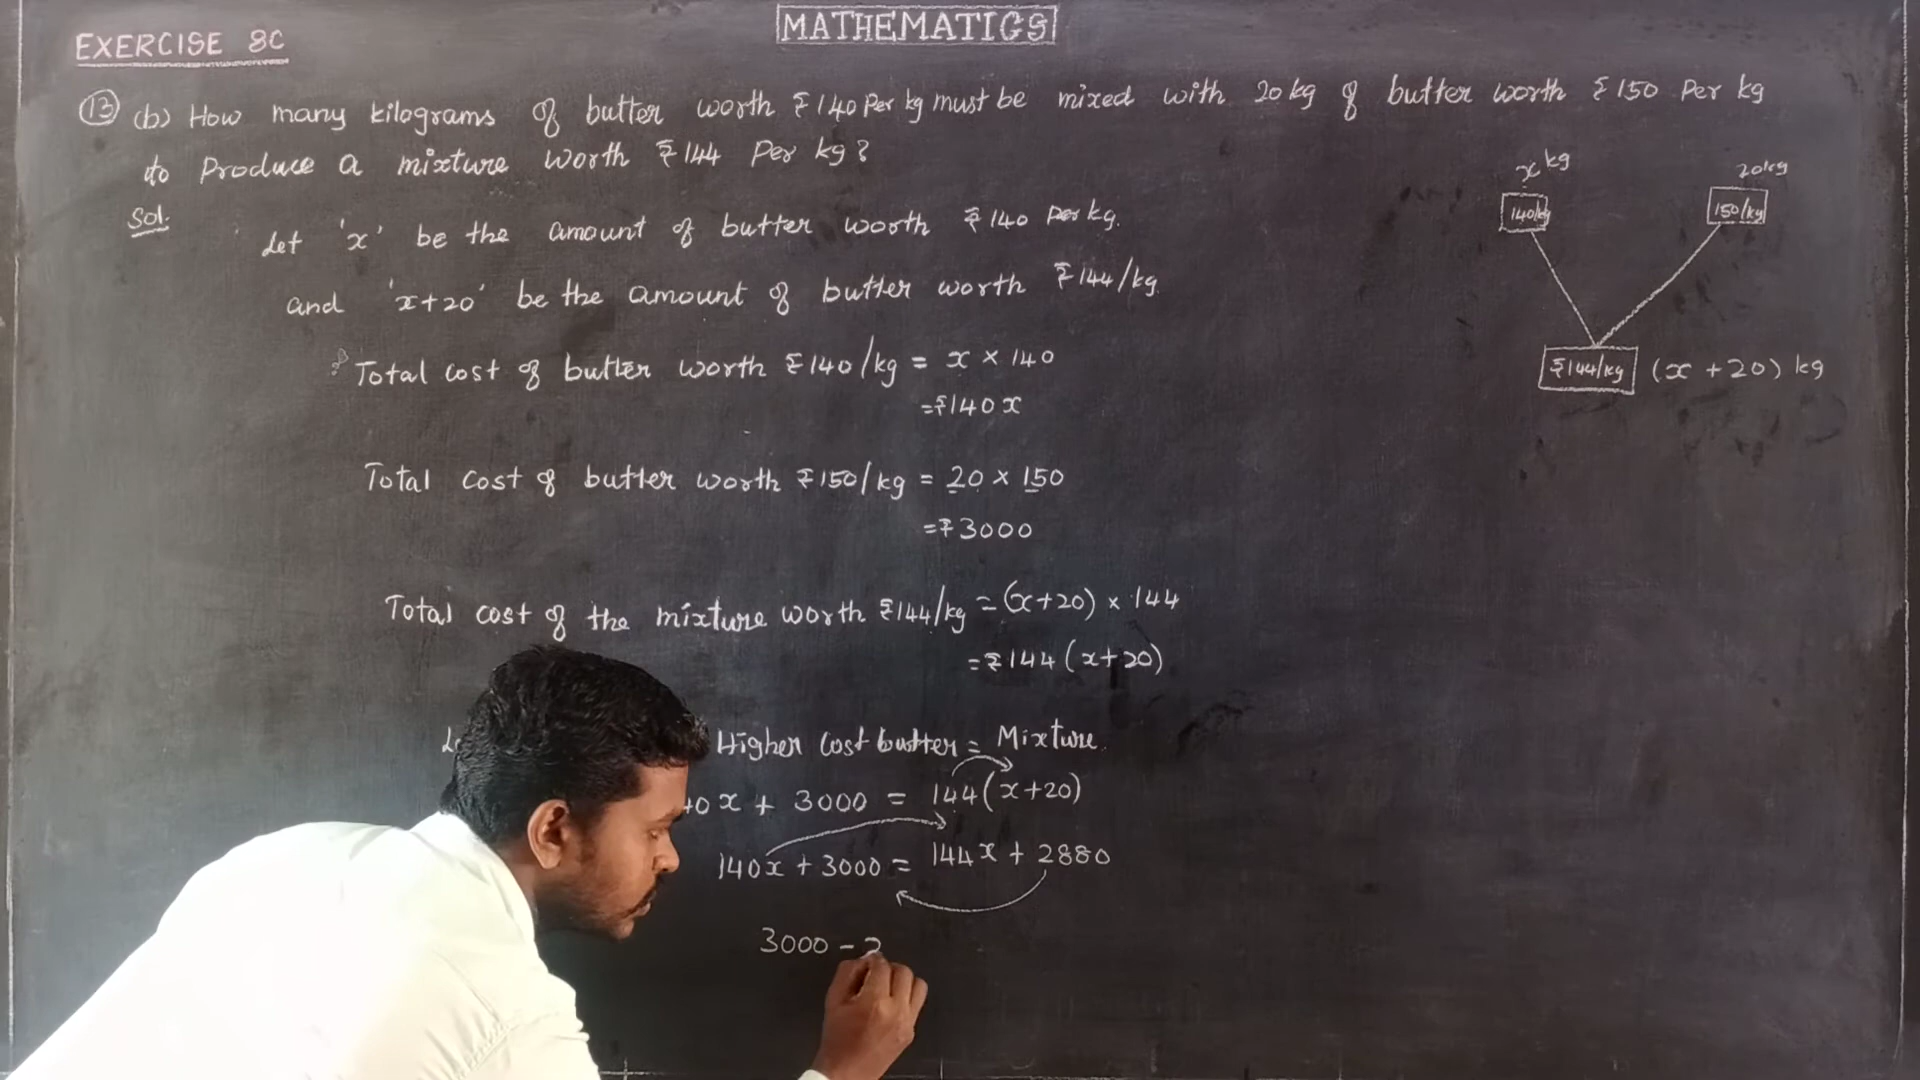 MATHEMATICS
EXERCISE 8C
13 (b) How many kilograms of butter worth ₹140 Per kg must be mixed with 20kg of butter worth ₹150 Per kg
to Produce a mixture worth ₹144 Per kg?
Sol.
Let 'x' be the amount of butter worth ₹140 Per kg.
and 'x+20' be the amount of butter worth ₹144/kg.
Total cost of butter worth ₹140/kg = x × 140
=₹140x
Total cost of butter worth ₹150/kg = 20 × 150
=₹3000
Total cost of the mixture worth ₹144/kg = (x+20) × 144
=₹144(x+20)
Higher Cost butter = Mixture.
40x + 3000 = 144(x+20)
140x + 3000 = 144x + 2880
3000 - 2
x kg
20kg
140/kg
150/kg
₹144/kg (x+20) kg